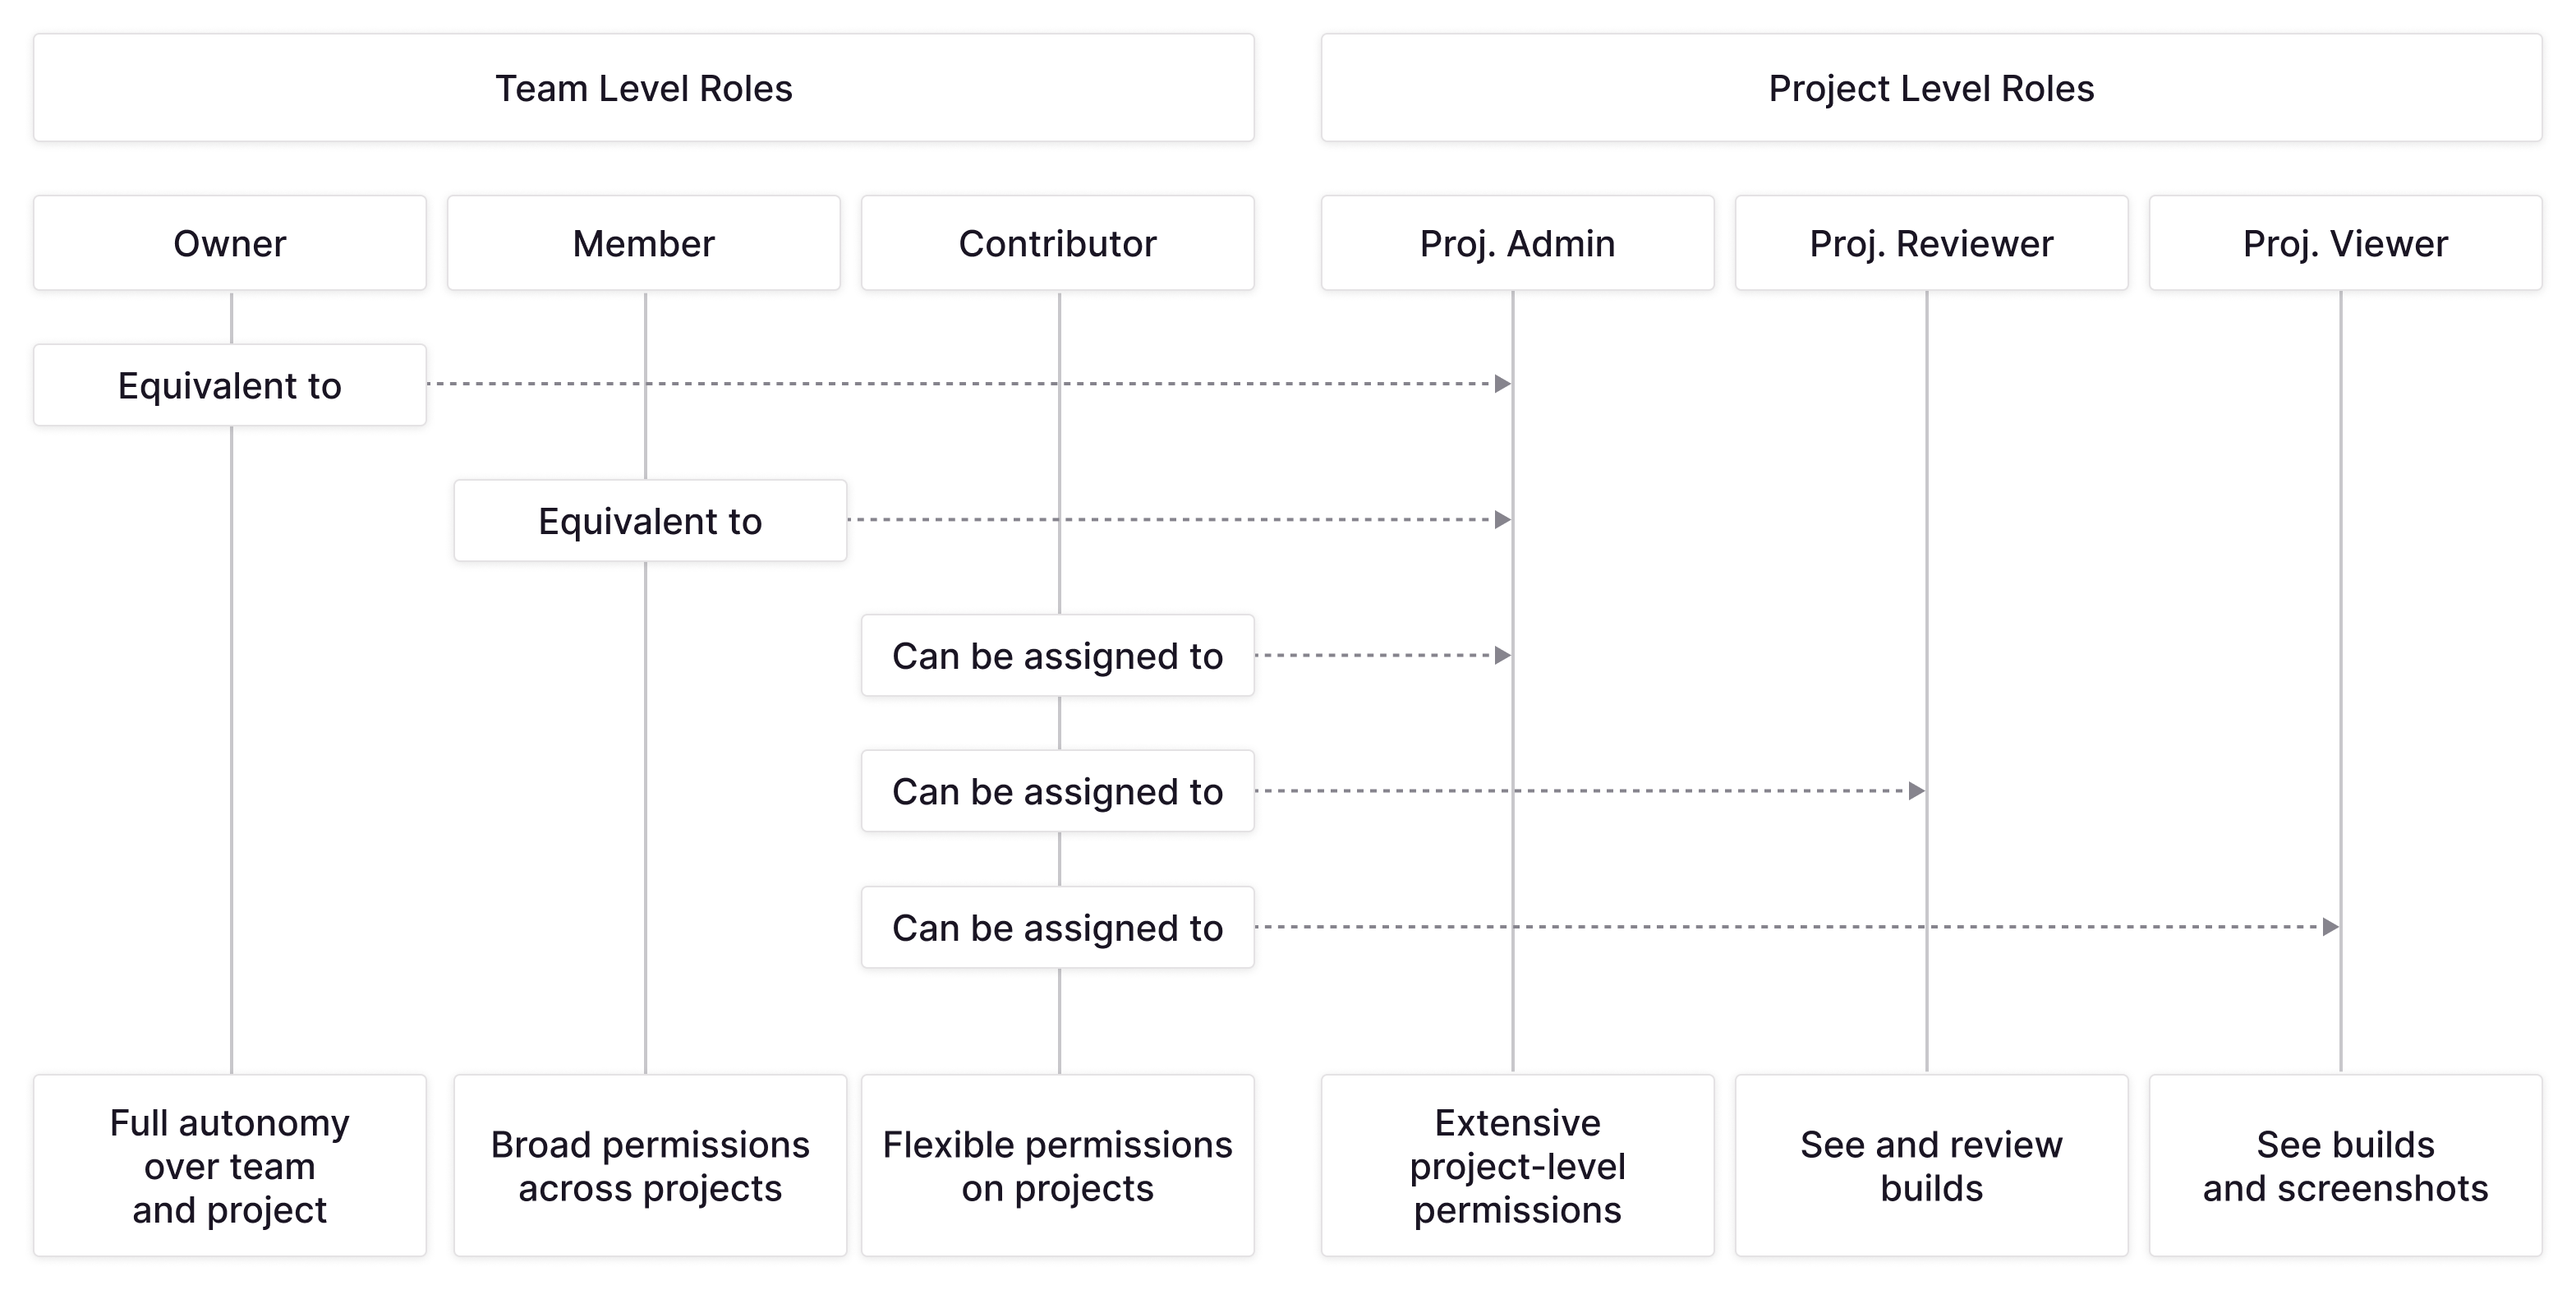 Team Level Roles
Project Level Roles
Owner
Member
Contributor
Proj. Admin
Proj. Reviewer
Proj. Viewer
Equivalent to
Equivalent to
Can be assigned to
Can be assigned to
Can be assigned to
Full autonomy
over team
and project
Broad permissions
across projects
Flexible permissions
on projects
Extensive
project-level
permissions
See and review
builds
See builds
and screenshots